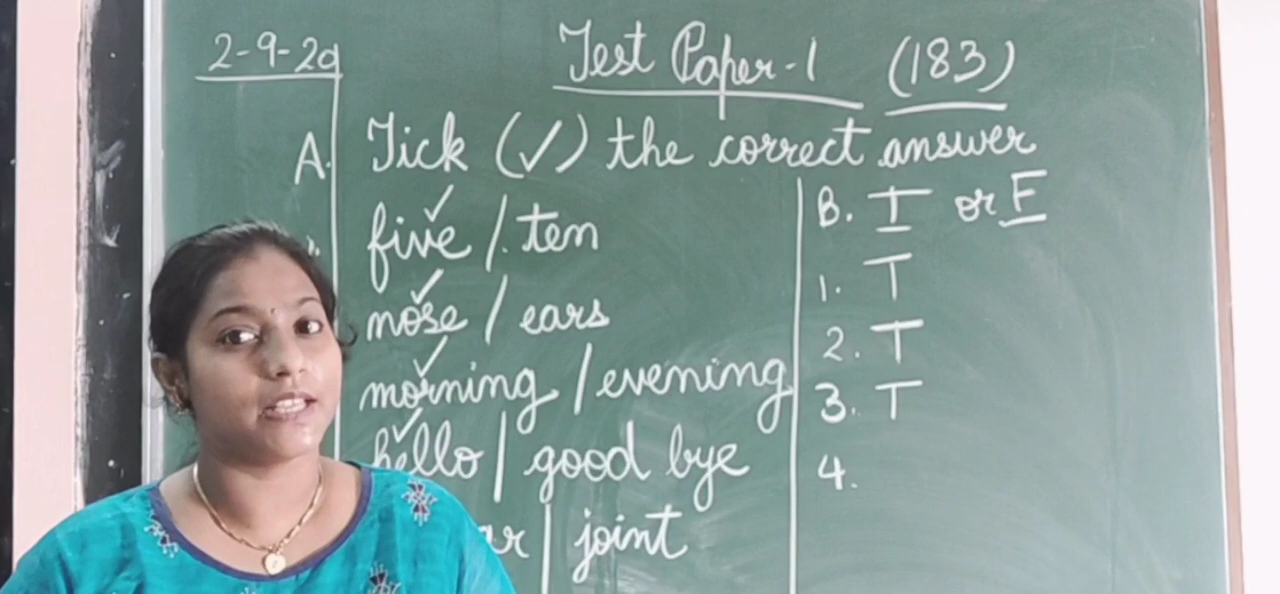 2-9-20
Test Paper-1 (183)
A. Tick (✓) the correct answer
five / ten
nose / ears
morning / evening
hello / good bye
joint
B. T or F
1. T
2. T
3. T
4.